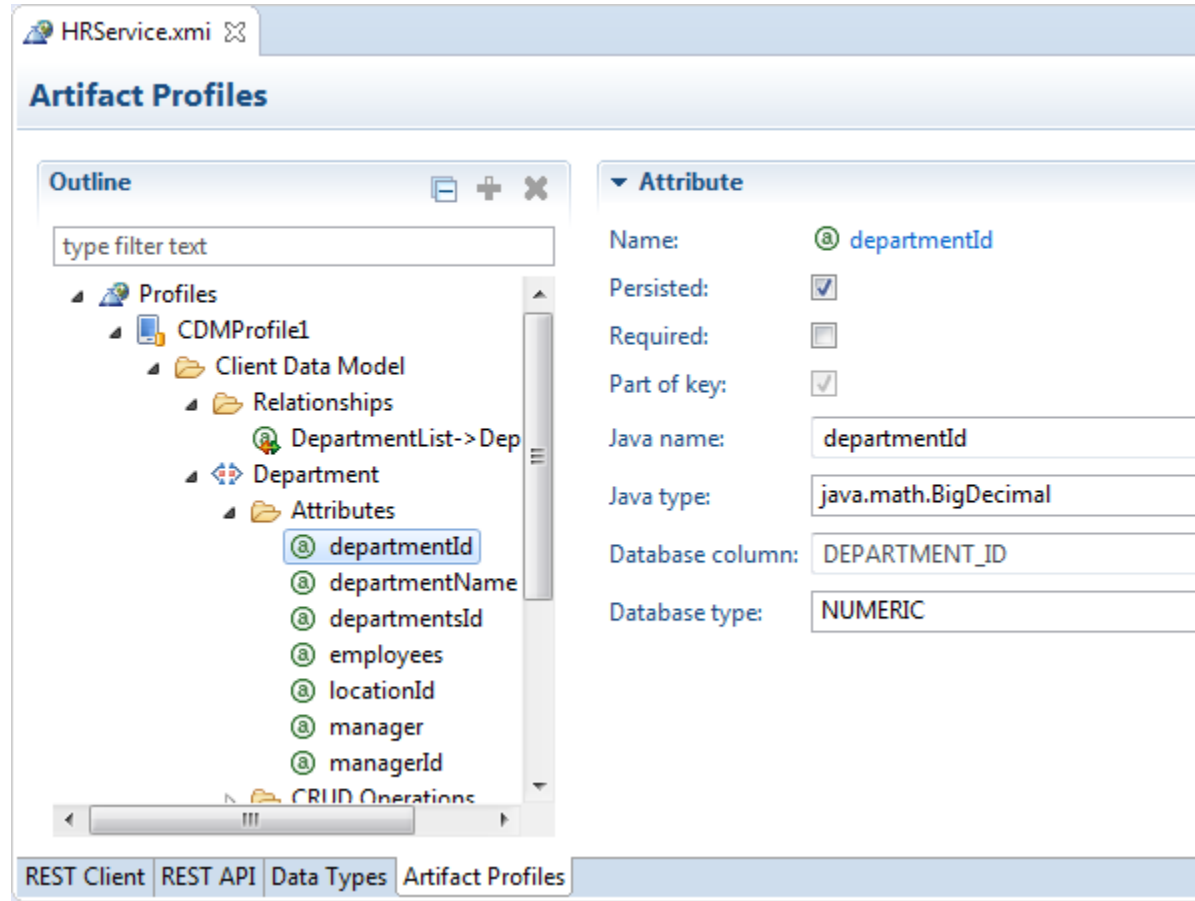 HRService.xmi
Artifact Profiles
Outline
type filter text
Profiles
CDMProfile1
Client Data Model
Relationships
DepartmentList->Dep
Department
Attributes
departmentId
departmentName
departmentsId
employees
locationId
manager
managerId
CRUD Operations
Attribute
Name: departmentId
Persisted:
Required:
Part of key:
Java name: departmentId
Java type: java.math.BigDecimal
Database column: DEPARTMENT_ID
Database type: NUMERIC
REST Client REST API Data Types Artifact Profiles